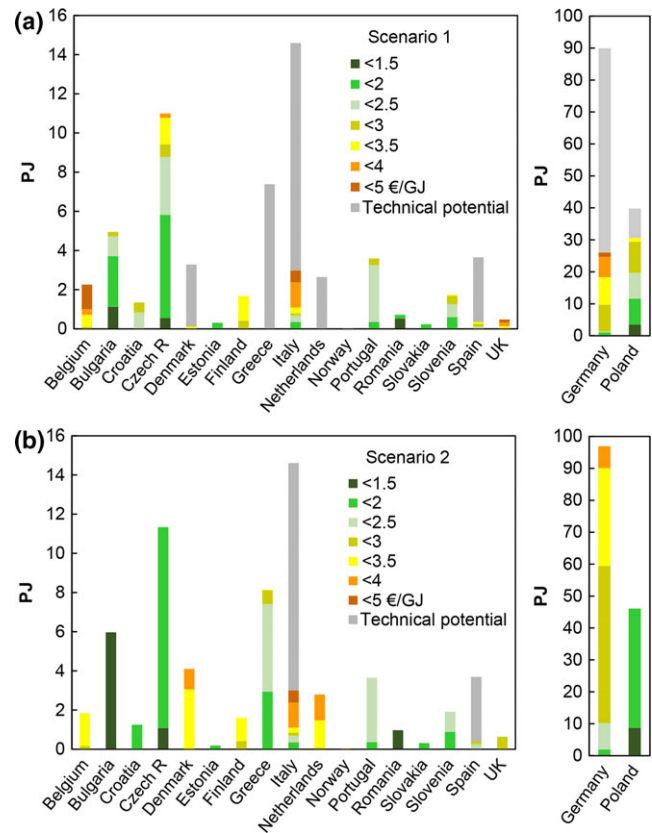 (a)
Scenario 1
<1.5
<2
<2.5
<3
<3.5
<4
<5 €/GJ
Technical potential
PJ
16
14
12
10
8
6
4
2
0
Belgium
Bulgaria
Croatia
Czech R
Denmark
Estonia
Finland
Greece
Italy
Netherlands
Norway
Portugal
Romania
Slovakia
Slovenia
Spain
UK
PJ
100
90
80
70
60
50
40
30
20
10
0
Germany
Poland
(b)
Scenario 2
<1.5
<2
<2.5
<3
<3.5
<4
<5 €/GJ
Technical potential
PJ
16
14
12
10
8
6
4
2
0
Belgium
Bulgaria
Croatia
Czech R
Denmark
Estonia
Finland
Greece
Italy
Netherlands
Norway
Portugal
Romania
Slovakia
Slovenia
Spain
UK
PJ
100
90
80
70
60
50
40
30
20
10
0
Germany
Poland